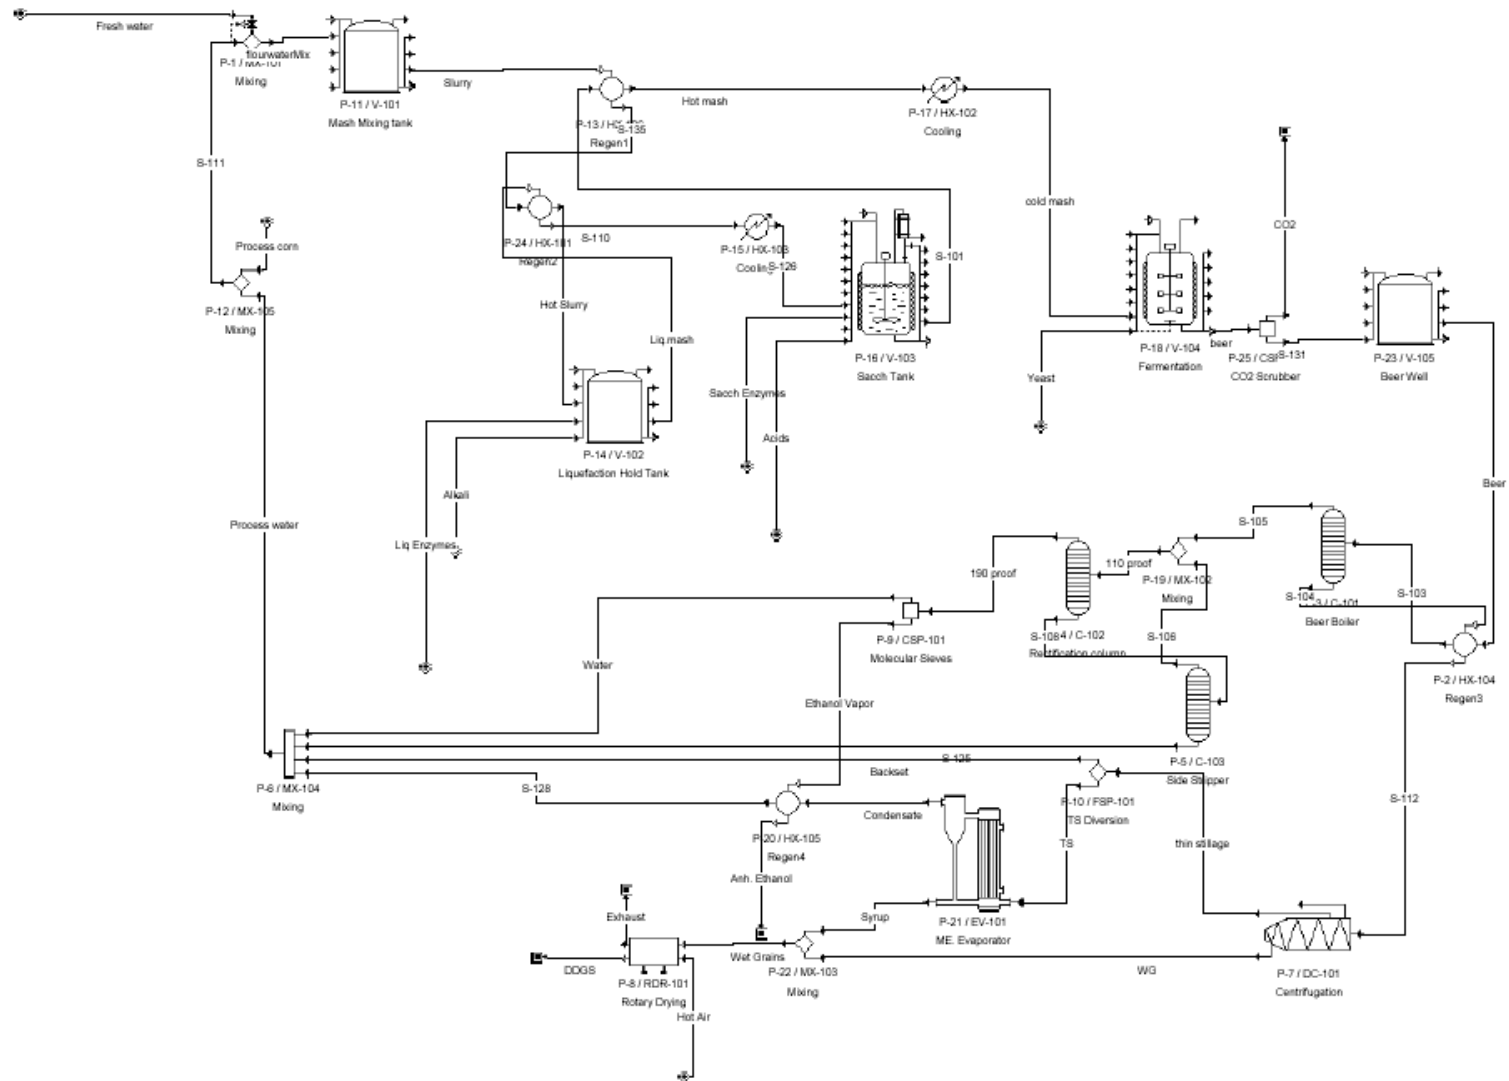 Fresh water
flourwaterMix
Mixing
P-11 / V-101
Mash Mixing tank
Slurry
S-135
Regen1
Hot mash
P-17 / HX-102
Cooling
S-111
Process corn
P-12 / MX-105
Mixing
P-24 / HX-101
Regen2
S-110
P-15 / HX-103
Cooling
S-126
Hot Slurry
Liq mash
P-16 / V-103
Sacch Tank
S-101
cold mash
CO2
P-18 / V-104
Fermentation
beer
S-131
CO2 Scrubber
P-23 / V-105
Beer Well
Yeast
Sacch Enzymes
Acids
P-14 / V-102
Liquefaction Hold Tank
Alkali
Liq Enzymes
Process water
Beer
S-105
190 proof
110 proof
P-19 / MX-102
Mixing
S-104
Beer Boiler
S-103
P-9 / CSP-101
Molecular Sieves
S-108
4 / C-102
Rectification column
S-106
P-2 / HX-104
Regen3
Water
Ethanol Vapor
P-5 / C-103
Side Stripper
S-125
Backset
P-6 / MX-104
Mixing
S-128
P-20 / HX-105
Regen4
Condensate
P-10 / FSP-101
TS Diversion
S-112
TS
thin stillage
Anh. Ethanol
Exhaust
Syrup
P-21 / EV-101
ME. Evaporator
DDGS
P-8 / RDR-101
Rotary Drying
Wet Grains
P-22 / MX-103
Mixing
WG
P-7 / DC-101
Centrifugation
Hot Air